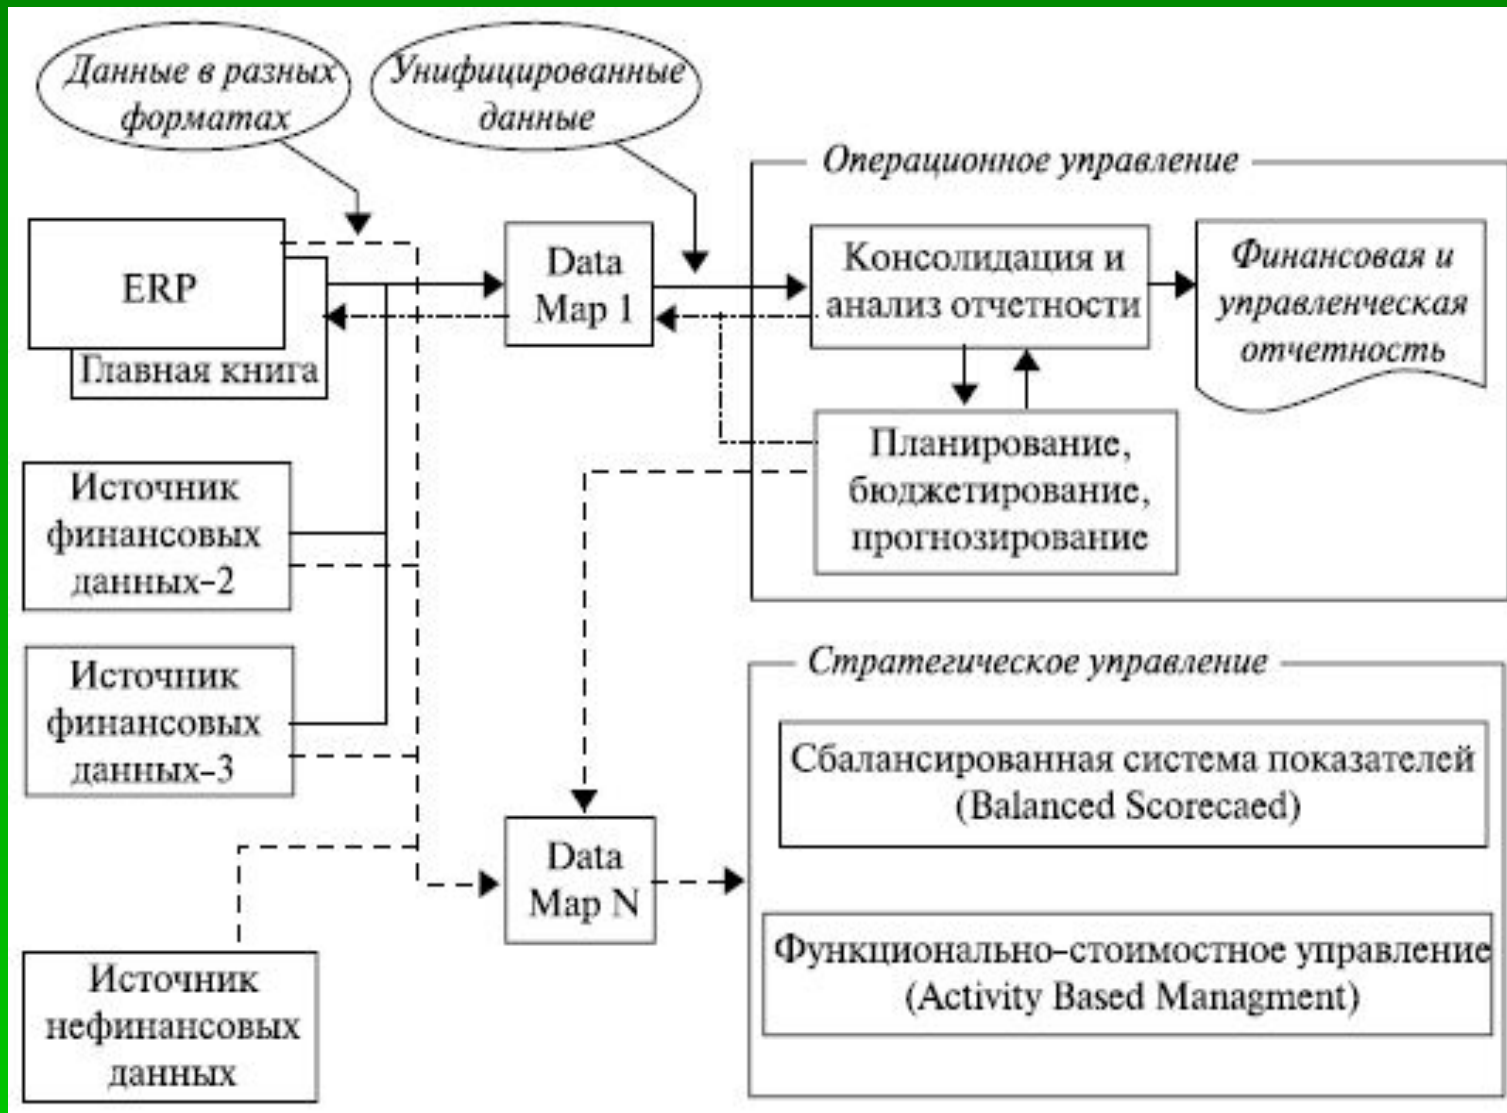 Данные в разных
форматах
Унифицированные
данные
Операционное управление
ERP
Главная книга
Data
Map 1
Консолидация и
анализ отчетности
Финансовая и
управленческая
отчетность
Планирование,
бюджетирование,
прогнозирование
Источник
финансовых
данных-2
Источник
финансовых
данных-3
Стратегическое управление
Сбалансированная система показателей
(Balanced Scorecaed)
Data
Map N
Функционально-стоимостное управление
(Activity Based Managment)
Источник
нефинансовых
данных